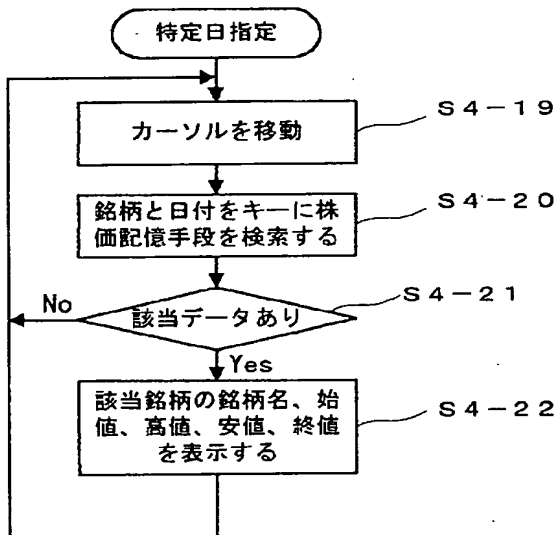 特定日指定
カーソルを移動
S4-19
銘柄と日付をキーに株
価記憶手段を検索する
S4-20
該当データあり
S4-21
No
Yes
該当銘柄の銘柄名、始
値、高値、安値、終値
を表示する
S4-22